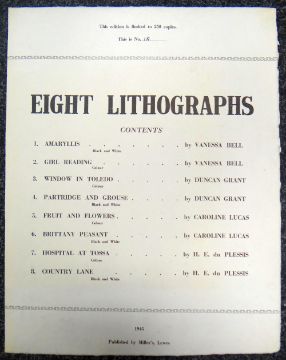 This edition is limited to 250 copies.
This is No.
EIGHT LITHOGRAPHS
CONTENTS
1. AMARYLLIS . . . . . . by VANESSA BELL
Black and White
2. GIRL READING . . . . . . by VANESSA BELL
Colour
3. WINDOW IN TOLEDO . . . . . by DUNCAN GRANT
Colour
4. PARTRIDGE AND GROUSE . . . . by DUNCAN GRANT
Black and White
5. FRUIT AND FLOWERS . . . . . by CAROLINE LUCAS
Colour
6. BRITTANY PEASANT . . . . . by CAROLINE LUCAS
Black and White
7. HOSPITAL AT TOSSA . . . . . by H. E. du PLESSIS
Colour
8. COUNTRY LANE . . . . . . by H. E. du PLESSIS
Black and White
1945
Published by Miller's, Lewes